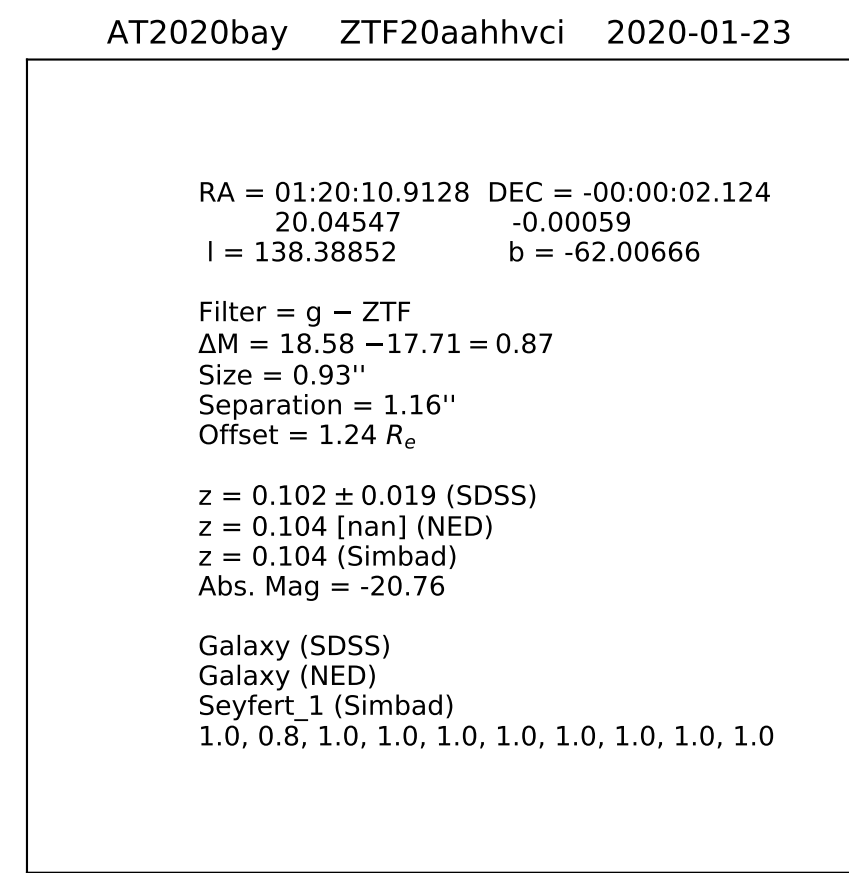 AT2020bay ZTF20aahhvci 2020-01-23
RA = 01:20:10.9128 DEC = -00:00:02.124
20.04547 -0.00059
l = 138.38852 b = -62.00666
Filter = g − ZTF
ΔM = 18.58 −17.71 = 0.87
Size = 0.93''
Separation = 1.16''
Offset = 1.24 Rₑ
z = 0.102 ± 0.019 (SDSS)
z = 0.104 [nan] (NED)
z = 0.104 (Simbad)
Abs. Mag = -20.76
Galaxy (SDSS)
Galaxy (NED)
Seyfert_1 (Simbad)
1.0, 0.8, 1.0, 1.0, 1.0, 1.0, 1.0, 1.0, 1.0, 1.0